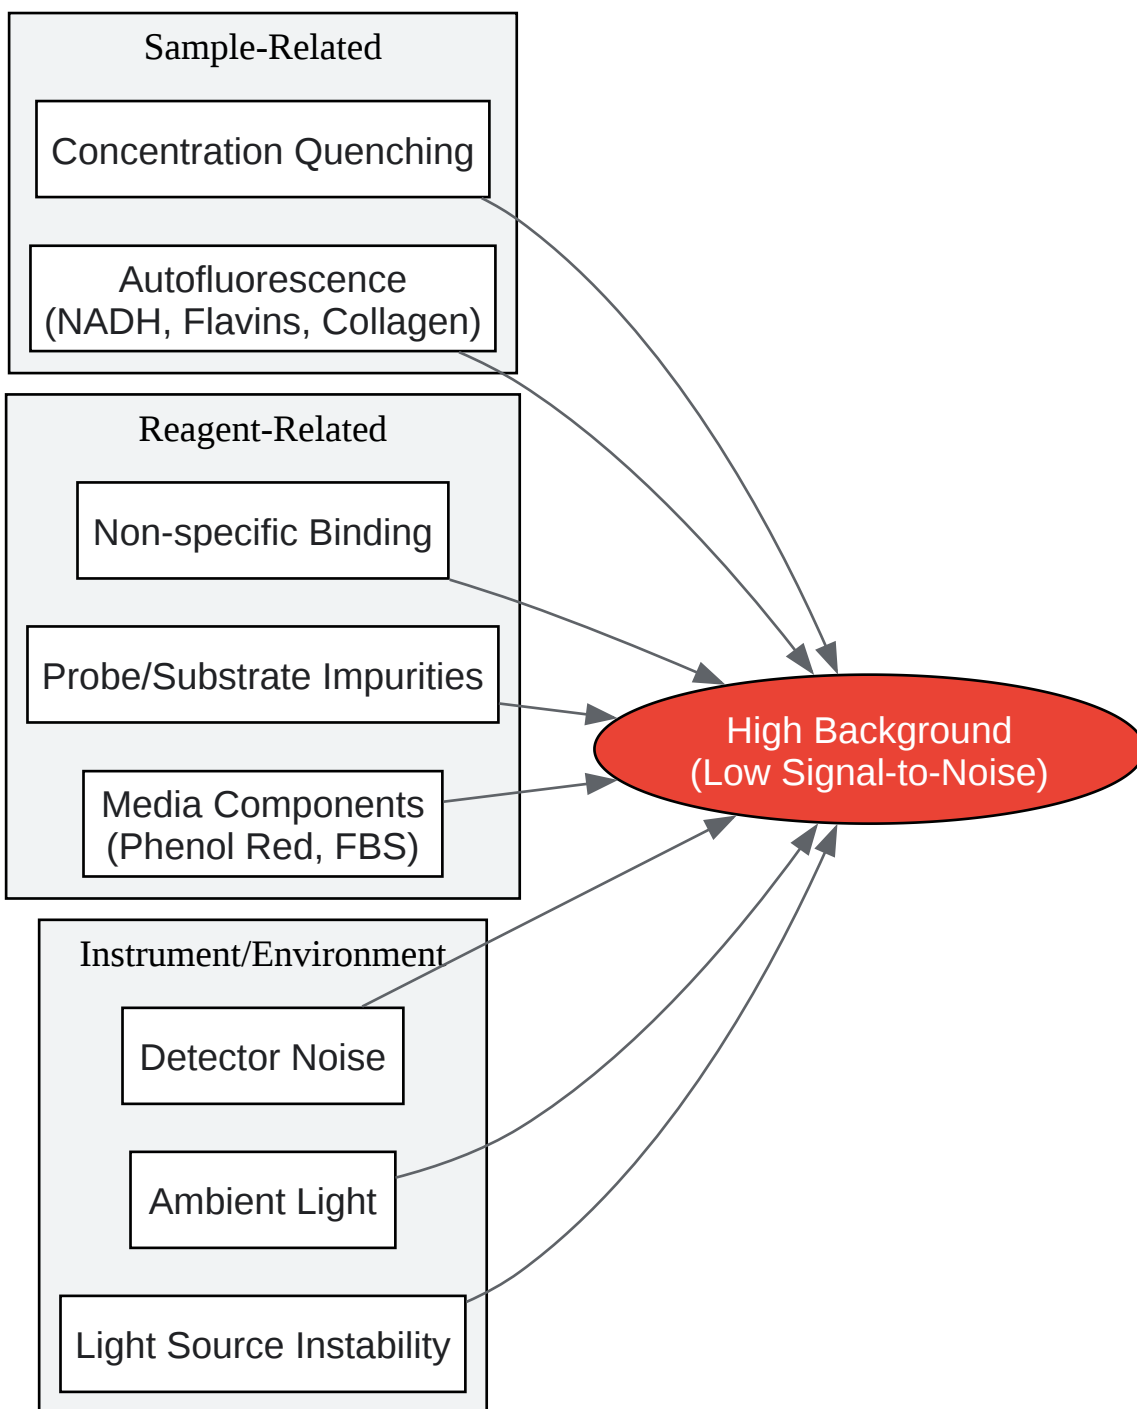 Sample-Related
Concentration Quenching
Autofluorescence
(NADH, Flavins, Collagen)
Reagent-Related
Non-specific Binding
Probe/Substrate Impurities
Media Components
(Phenol Red, FBS)
High Background
(Low Signal-to-Noise)
Instrument/Environment
Detector Noise
Ambient Light
Light Source Instability